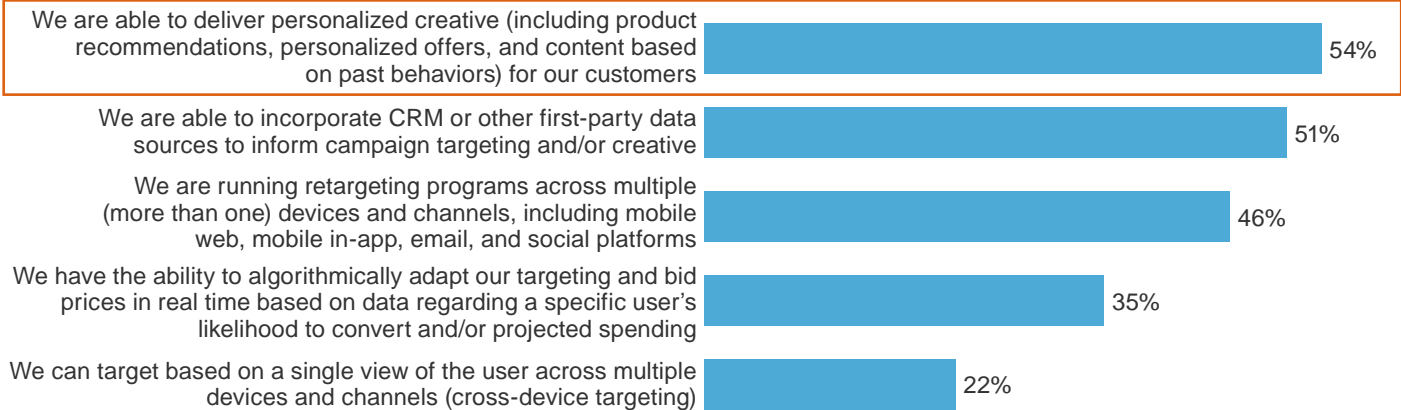 We are able to deliver personalized creative (including product
recommendations, personalized offers, and content based
on past behaviors) for our customers
54%
We are able to incorporate CRM or other first-party data
sources to inform campaign targeting and/or creative
51%
We are running retargeting programs across multiple
(more than one) devices and channels, including mobile
web, mobile in-app, email, and social platforms
46%
We have the ability to algorithmically adapt our targeting and bid
prices in real time based on data regarding a specific user’s
likelihood to convert and/or projected spending
35%
We can target based on a single view of the user across multiple
devices and channels (cross-device targeting)
22%